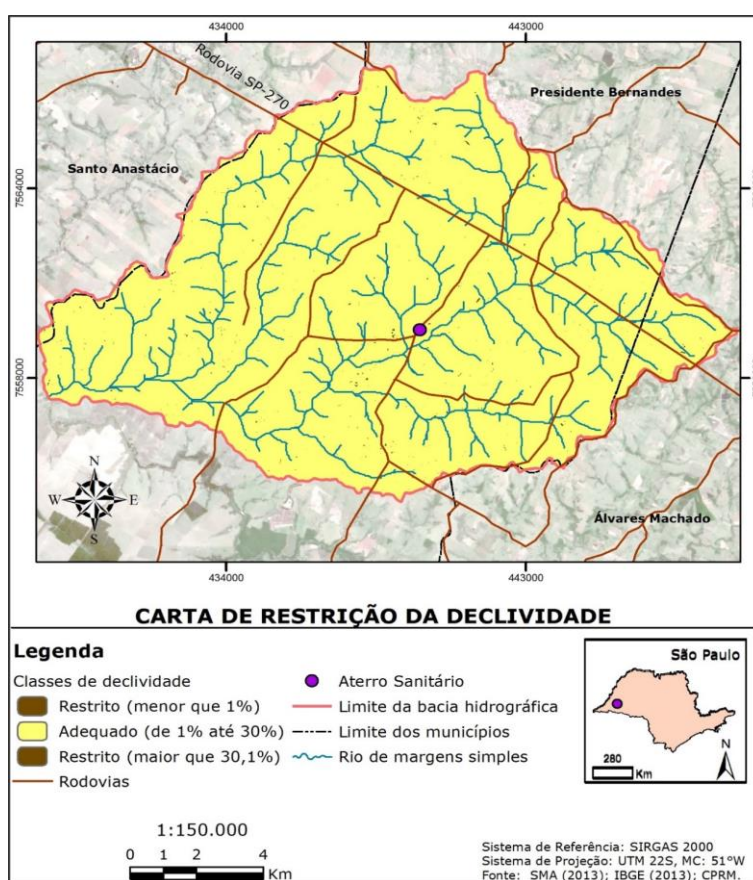 434000 443000
Rodovia SP-270
Presidente Bernandes
Santo Anastácio
7564000 7564000
7558000 7558000
N
W E
S
Álvares Machado
434000 443000
CARTA DE RESTRIÇÃO DA DECLIVIDADE
Legenda
Classes de declividade
Restrito (menor que 1%)
Adequado (de 1% até 30%)
Restrito (maior que 30,1%)
Rodovias
Aterro Sanitário
Limite da bacia hidrográfica
Limite dos municípios
Rio de margens simples
São Paulo
280
Km
N
1:150.000
0 1 2 4
Km
Sistema de Referência: SIRGAS 2000
Sistema de Projeção: UTM 22S, MC: 51°W
Fonte: SMA (2013); IBGE (2013); CPRM.